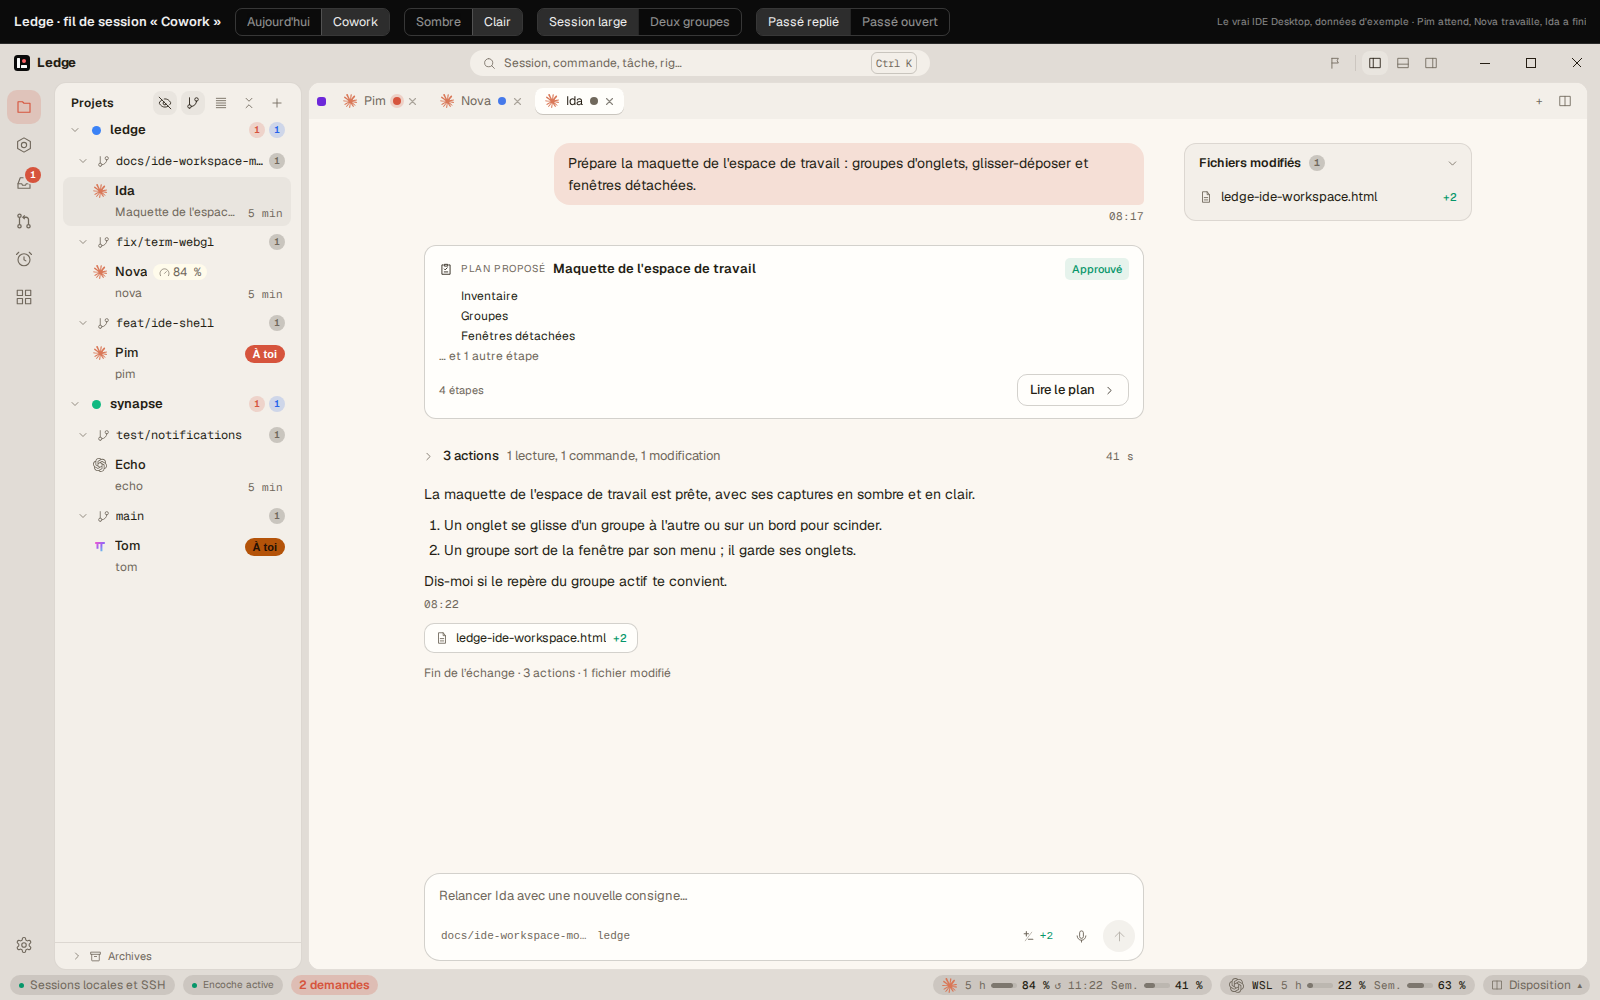 Ledge · fil de session « Cowork »
Aujourd'hui
Cowork
Sombre
Clair
Session large
Deux groupes
Passé replié
Passé ouvert
Le vrai IDE Desktop, données d'exemple · Pim attend, Nova travaille, Ida a fini
Ledge
Session, commande, tâche, rig…
Ctrl K
Projets
Pim
Nova
Ida
ledge
1
1
docs/ide-workspace-m…
1
Ida
Maquette de l'espac…
5 min
fix/term-webgl
1
Nova
84 %
nova
5 min
feat/ide-shell
1
Pim
À toi
pim
synapse
1
1
test/notifications
1
Echo
echo
5 min
main
1
Tom
À toi
tom
Archives
1
Prépare la maquette de l'espace de travail : groupes d'onglets, glisser-déposer et
fenêtres détachées.
08:17
PLAN PROPOSÉ
Maquette de l'espace de travail
Approuvé
Inventaire
Groupes
Fenêtres détachées
… et 1 autre étape
4 étapes
Lire le plan
3 actions
1 lecture, 1 commande, 1 modification
41 s
La maquette de l'espace de travail est prête, avec ses captures en sombre et en clair.
1. Un onglet se glisse d'un groupe à l'autre ou sur un bord pour scinder.
2. Un groupe sort de la fenêtre par son menu ; il garde ses onglets.
Dis-moi si le repère du groupe actif te convient.
08:22
ledge-ide-workspace.html +2
Fin de l'échange · 3 actions · 1 fichier modifié
Fichiers modifiés
1
ledge-ide-workspace.html
+2
Relancer Ida avec une nouvelle consigne…
docs/ide-workspace-mo…
ledge
+2
Sessions locales et SSH
Encoche active
2 demandes
5 h 84 % ↺ 11:22 Sem. 41 %
WSL 5 h 22 % Sem. 63 %
Disposition